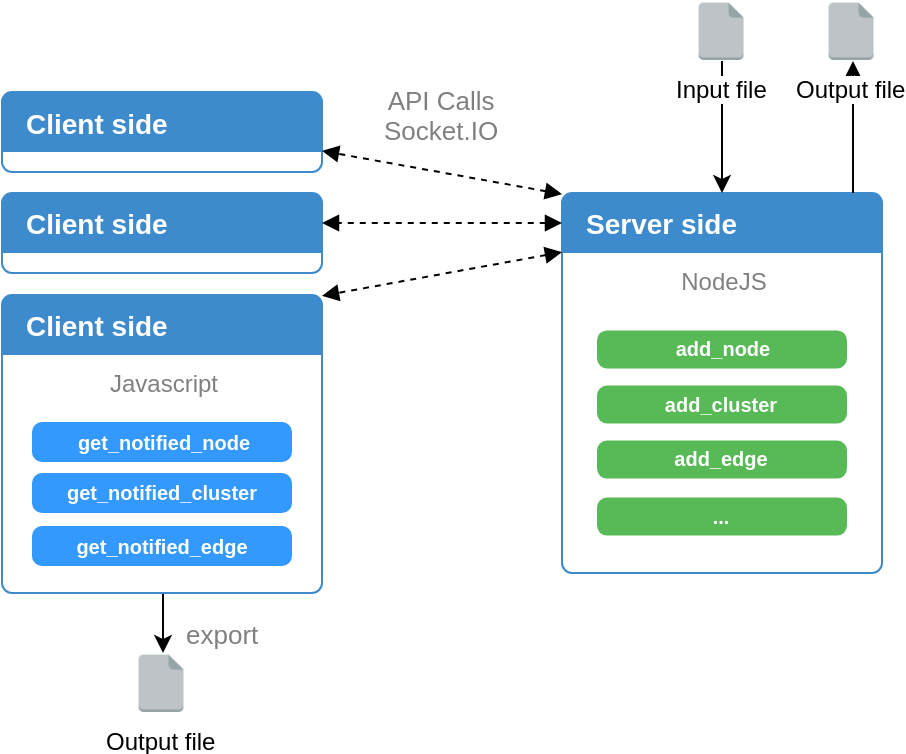 Input file
Output file
API Calls
Socket.IO
Client side
Client side
Client side
Javascript
get_notified_node
get_notified_cluster
get_notified_edge
export
Output file
Server side
NodeJS
add_node
add_cluster
add_edge
...